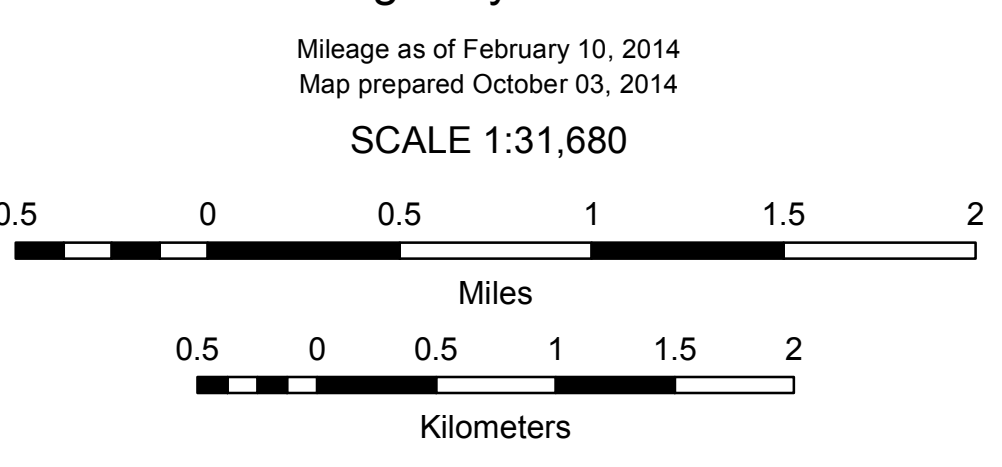 Mileage as of February 10, 2014
Map prepared October 03, 2014
SCALE 1:31,680
0.5 0 0.5 1 1.5 2
Miles
0.5 0 0.5 1 1.5 2
Kilometers